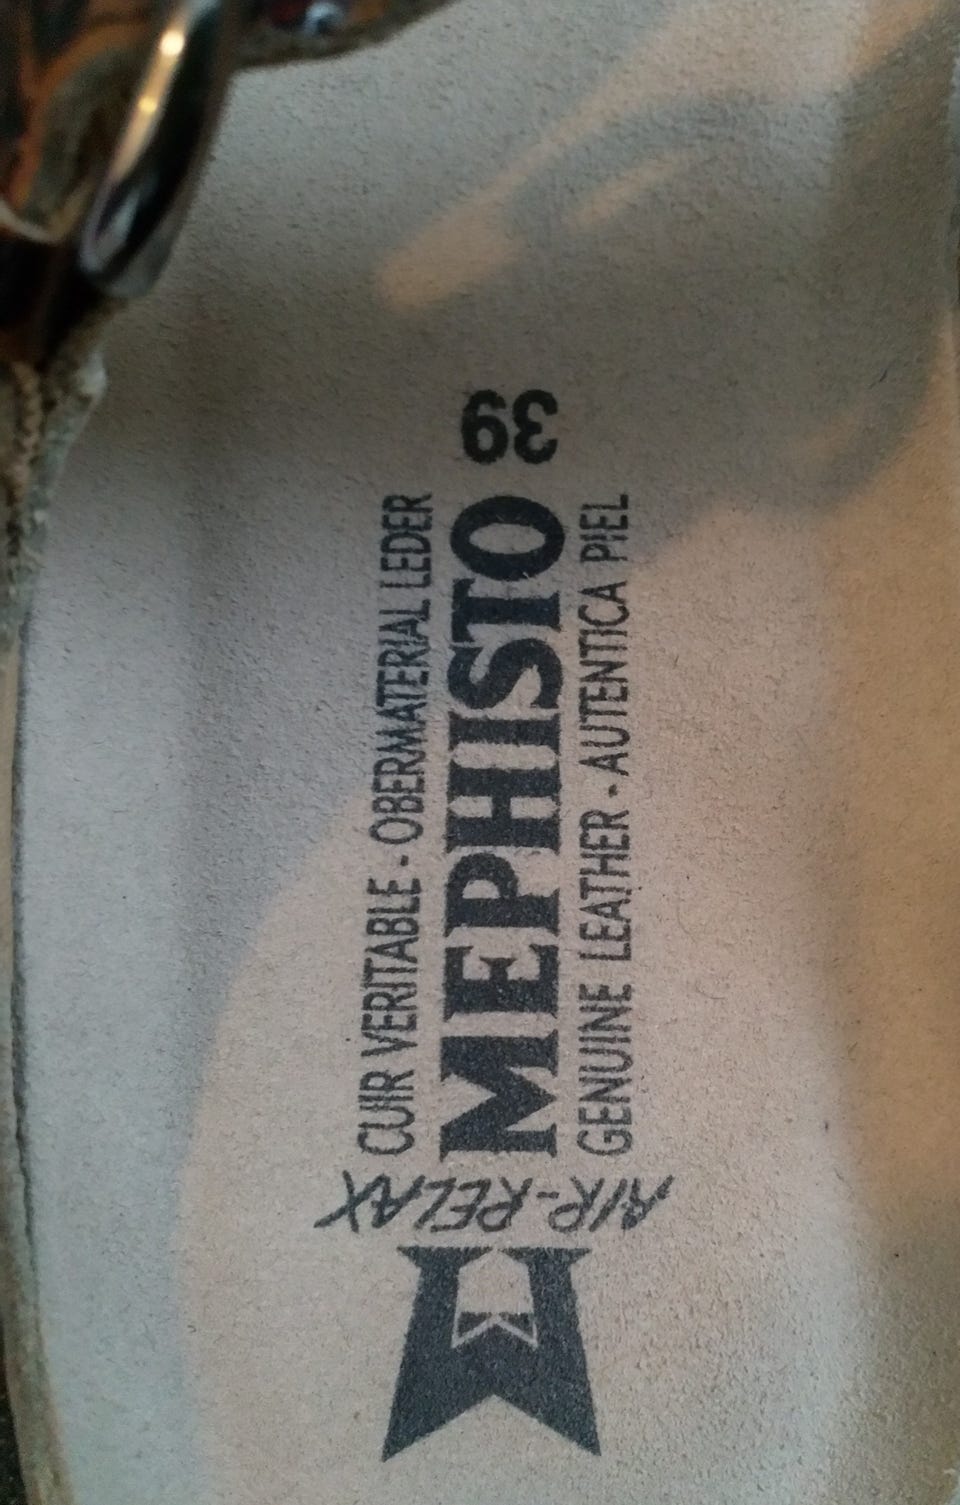 CUIR VERITABLE - OBERMATERIAL LEDER
MEPHISTO
GENUINE LEATHER - AUTENTICA PIEL
39
AIR-RELAX
M